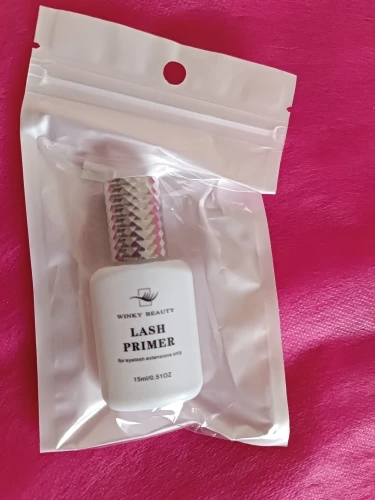 WINKY BEAUTY
LASH
PRIMER
for eyelash extensions only
15ml/0.51OZ